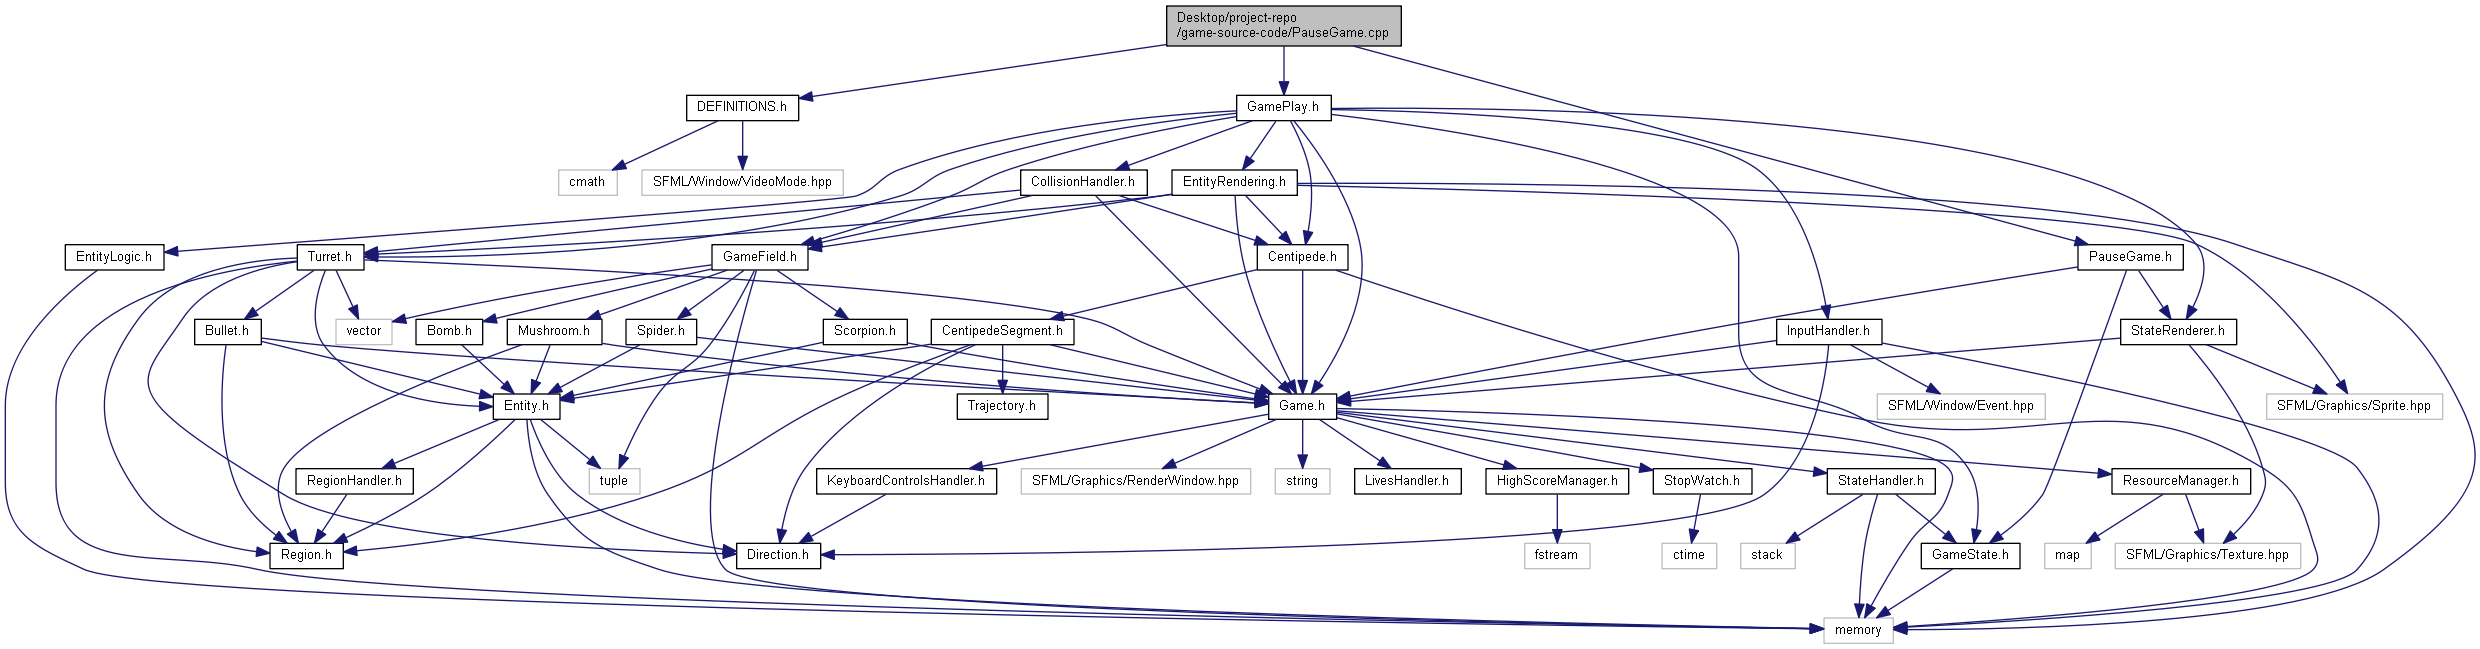 Desktop/project-repo
/game-source-code/PauseGame.cpp
DEFINITIONS.h
GamePlay.h
cmath
SFML/Window/VideoMode.hpp
CollisionHandler.h
EntityRendering.h
EntityLogic.h
Turret.h
GameField.h
Centipede.h
PauseGame.h
Bullet.h
vector
Bomb.h
Mushroom.h
Spider.h
Scorpion.h
CentipedeSegment.h
InputHandler.h
StateRenderer.h
Entity.h
Trajectory.h
Game.h
SFML/Window/Event.hpp
SFML/Graphics/Sprite.hpp
RegionHandler.h
tuple
KeyboardControlsHandler.h
SFML/Graphics/RenderWindow.hpp
string
LivesHandler.h
HighScoreManager.h
StopWatch.h
StateHandler.h
ResourceManager.h
Region.h
Direction.h
fstream
ctime
stack
GameState.h
map
SFML/Graphics/Texture.hpp
memory